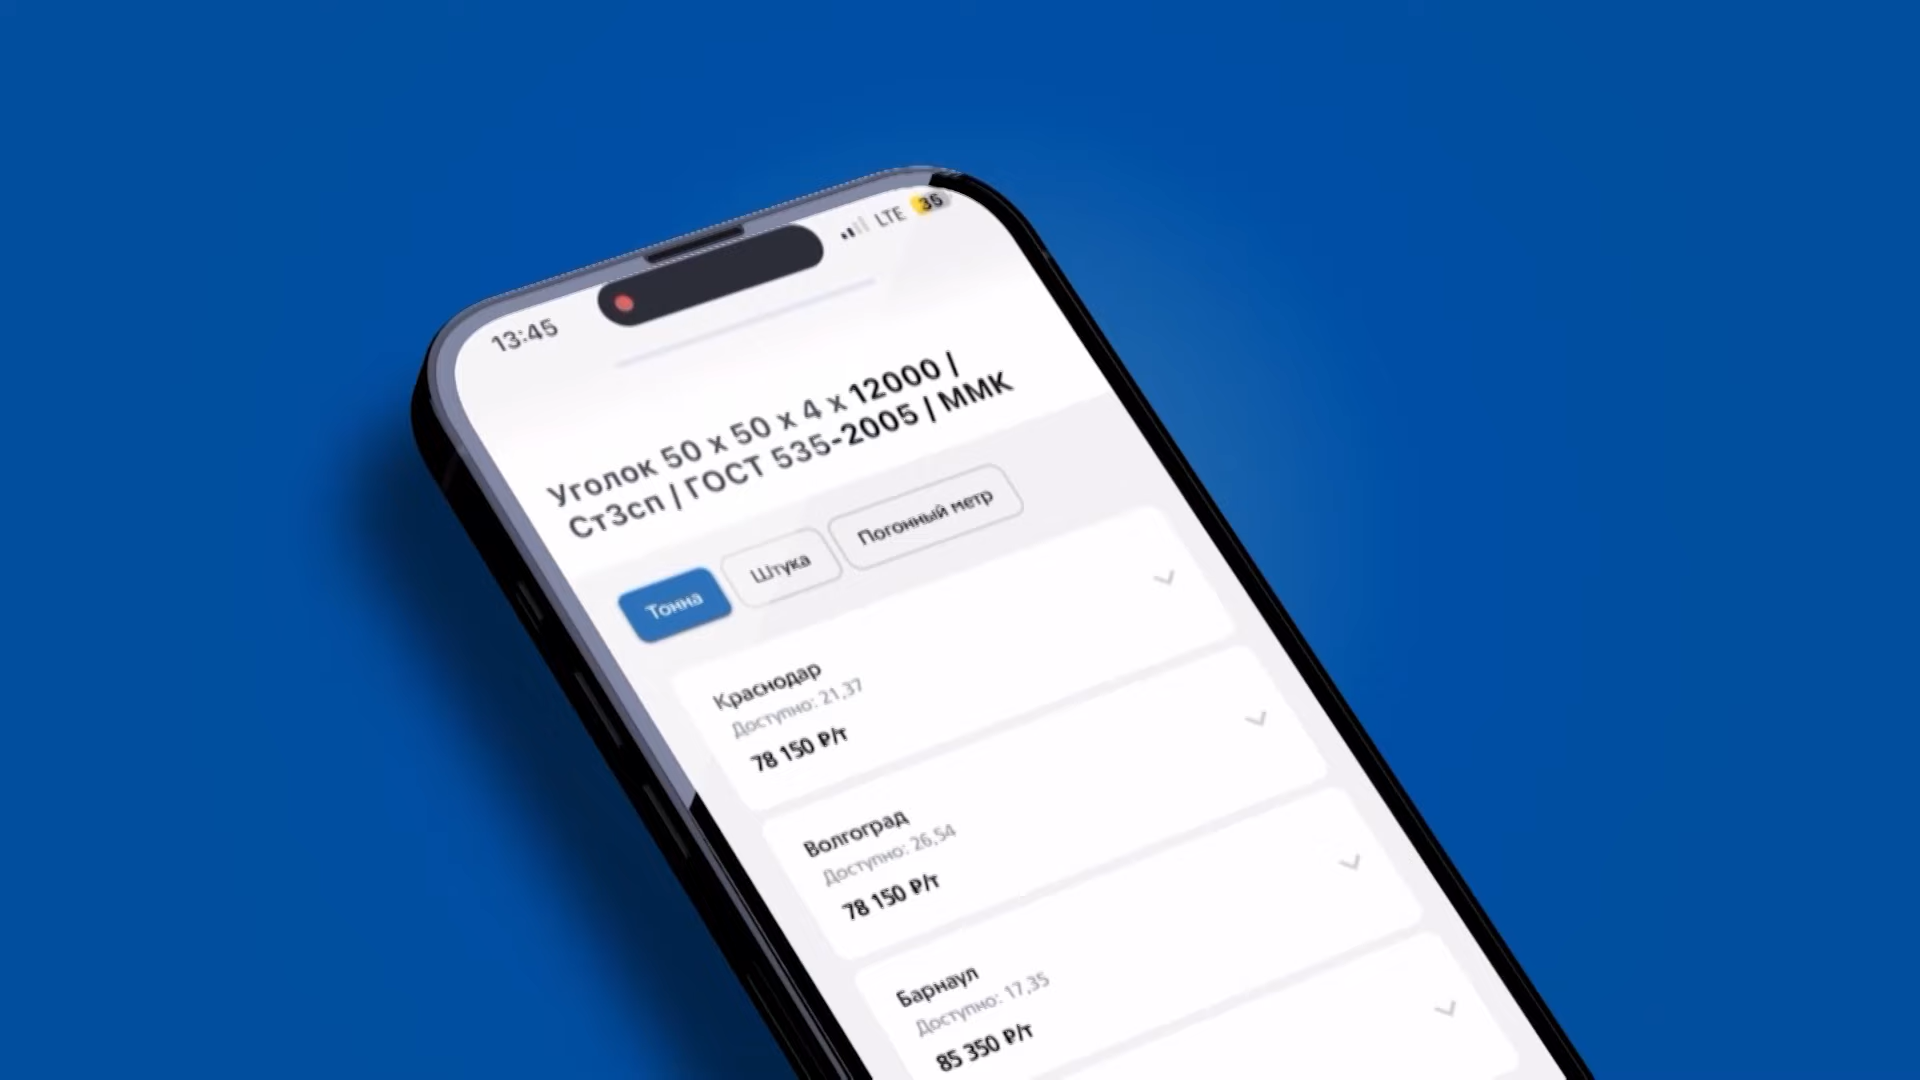 13:45
LTE 36
Уголок 50 х 50 х 4 х 12000 /
Ст3сп / ГОСТ 535-2005 / ММК
Тонна
Штука
Погонный метр
Краснодар
Доступно: 21,37
78 150 ₽/т
Волгоград
Доступно: 26,54
78 150 ₽/т
Барнаул
Доступно: 17,35
85 350 ₽/т